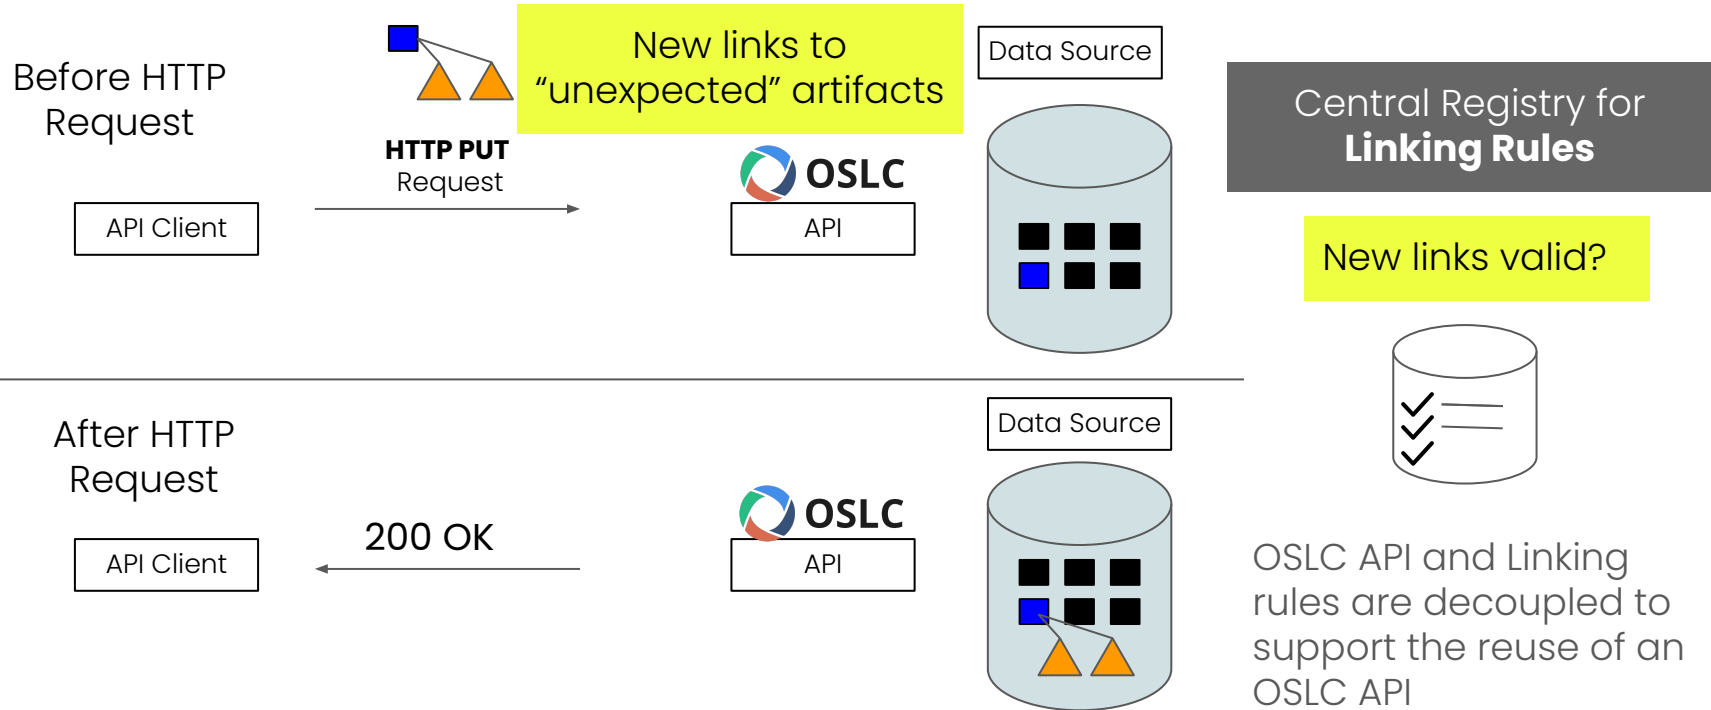 Before HTTP
Request
New links to
“unexpected” artifacts
HTTP PUT
Request
API Client
OSLC
API
Data Source
Central Registry for
Linking Rules
New links valid?
After HTTP
Request
200 OK
API Client
OSLC
API
Data Source
OSLC API and Linking
rules are decoupled to
support the reuse of an
OSLC API